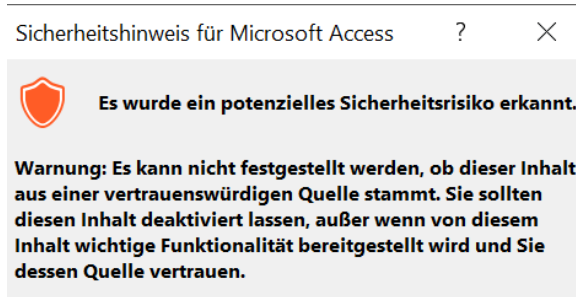 Sicherheitshinweis für Microsoft Access ? ×
Es wurde ein potenzielles Sicherheitsrisiko erkannt.
Warnung: Es kann nicht festgestellt werden, ob dieser Inhalt
aus einer vertrauenswürdigen Quelle stammt. Sie sollten
diesen Inhalt deaktiviert lassen, außer wenn von diesem
Inhalt wichtige Funktionalität bereitgestellt wird und Sie
dessen Quelle vertrauen.